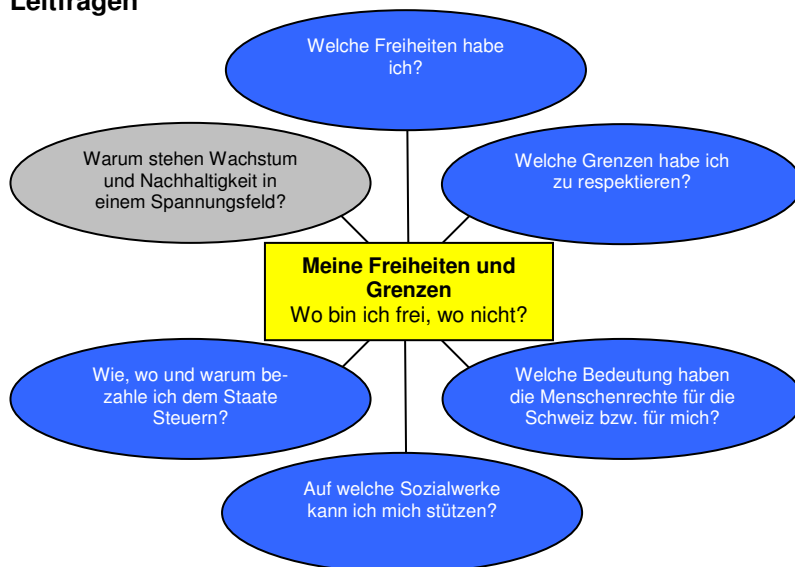 Leitfragen
Welche Freiheiten habe
ich?
Warum stehen Wachstum
und Nachhaltigkeit in
einem Spannungsfeld?
Welche Grenzen habe ich
zu respektieren?
Meine Freiheiten und
Grenzen
Wo bin ich frei, wo nicht?
Wie, wo und warum be-
zahle ich dem Staate
Steuern?
Welche Bedeutung haben
die Menschenrechte für die
Schweiz bzw. für mich?
Auf welche Sozialwerke
kann ich mich stützen?